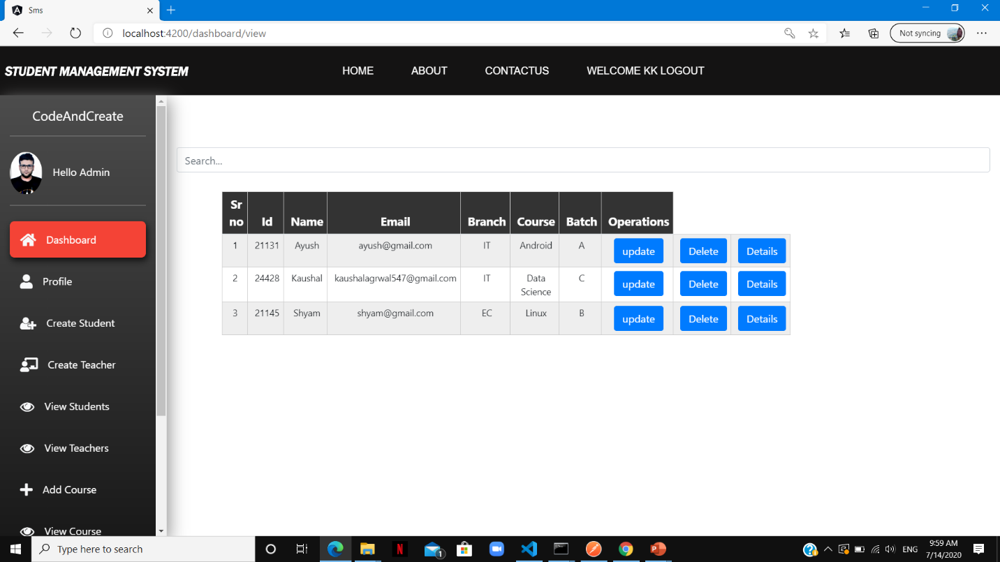 Sms
localhost:4200/dashboard/view
Not syncing
STUDENT MANAGEMENT SYSTEM
HOME ABOUT CONTACTUS WELCOME KK LOGOUT
CodeAndCreate
Hello Admin
Dashboard
Profile
Create Student
Create Teacher
View Students
View Teachers
Add Course
View Course
Search...
Sr no Id Name Email Branch Course Batch Operations
1 21131 Ayush ayush@gmail.com IT Android A update Delete Details
2 24428 Kaushal kaushalagrwal547@gmail.com IT Data Science C update Delete Details
3 21145 Shyam shyam@gmail.com EC Linux B update Delete Details
Type here to search
1
N
P
ENG
9:59 AM
7/14/2020